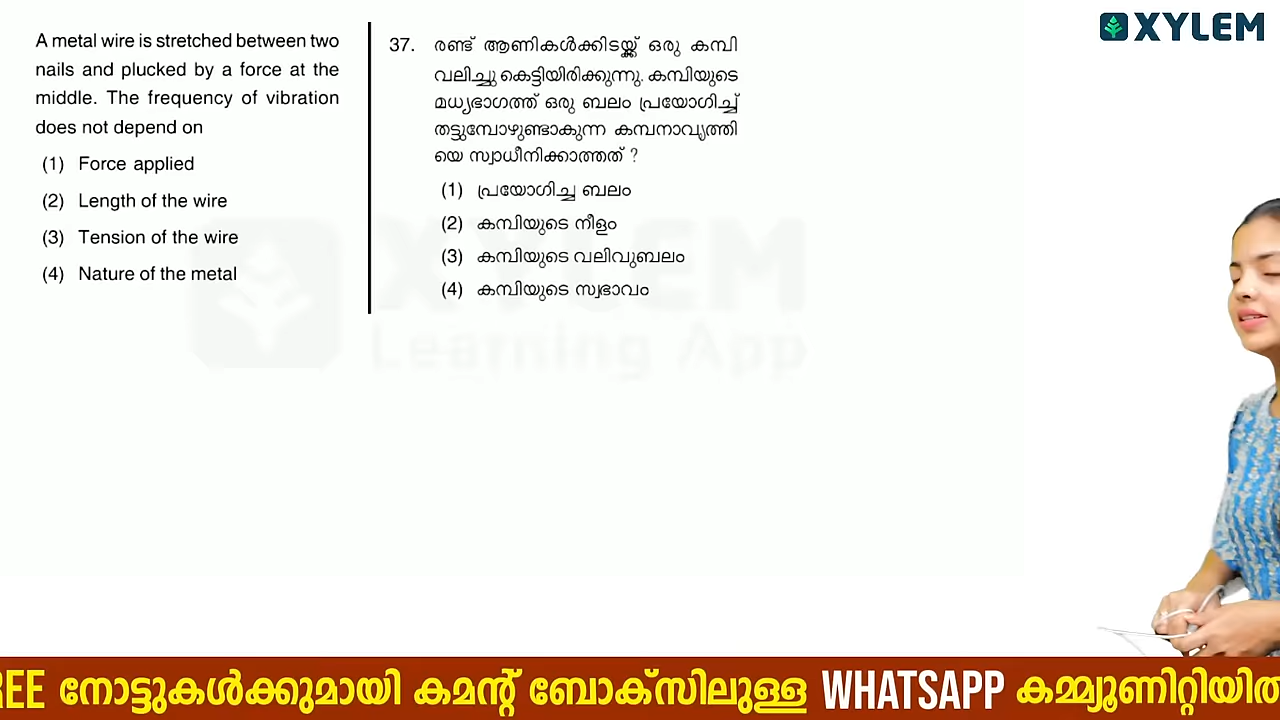 XYLEM
A metal wire is stretched between two
nails and plucked by a force at the
middle. The frequency of vibration
does not depend on
(1) Force applied
(2) Length of the wire
(3) Tension of the wire
(4) Nature of the metal
37. രണ്ട് ആണികൾക്കിടയ്ക്ക് ഒരു കമ്പി
വലിച്ചു കെട്ടിയിരിക്കുന്നു. കമ്പിയുടെ
മധ്യഭാഗത്ത് ഒരു ബലം പ്രയോഗിച്ച്
തട്ടുമ്പോഴുണ്ടാകുന്ന കമ്പനാവൃത്തി
യെ സ്വാധീനിക്കാത്തത് ?
(1) പ്രയോഗിച്ച ബലം
(2) കമ്പിയുടെ നീളം
(3) കമ്പിയുടെ വലിവുബലം
(4) കമ്പിയുടെ സ്വഭാവം
XYLEM
Learning App
REE നോട്ടുകൾക്കുമായി കമന്റ് ബോക്സിലുള്ള WHATSAPP കമ്മ്യൂണിറ്റിയിൽ